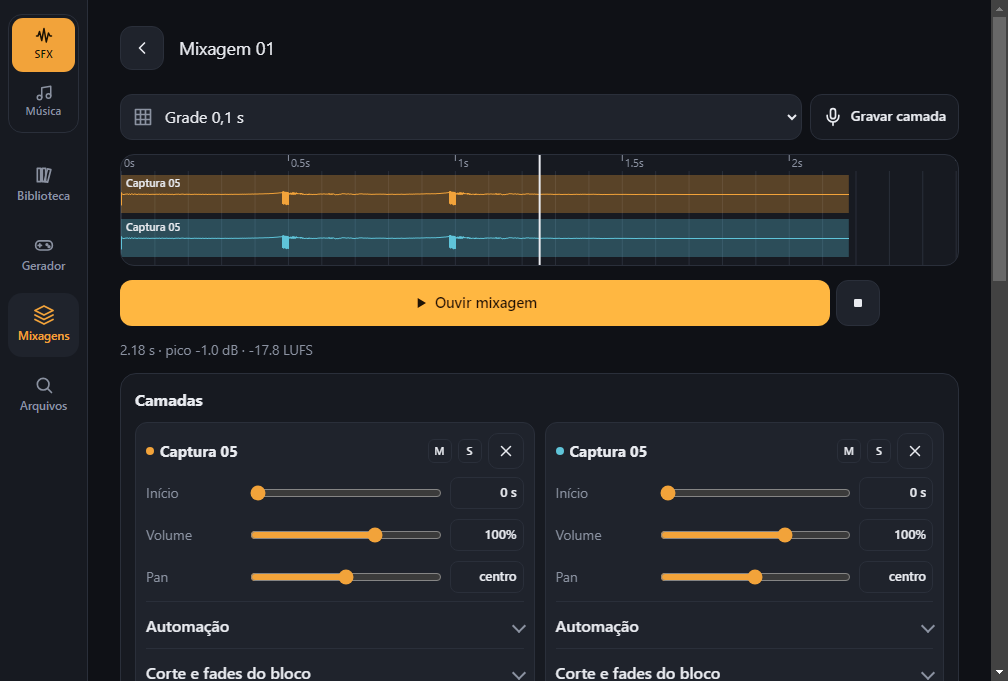 SFX
Música
Biblioteca
Gerador
Mixagens
Arquivos
Mixagem 01
Grade 0,1 s
Gravar camada
0s 0.5s 1s 1.5s 2s
Captura 05
Captura 05
Ouvir mixagem
2.18 s · pico -1.0 dB · -17.8 LUFS
Camadas
Captura 05 M S
Início 0 s
Volume 100%
Pan centro
Automação
Corte e fades do bloco
Captura 05 M S
Início 0 s
Volume 100%
Pan centro
Automação
Corte e fades do bloco